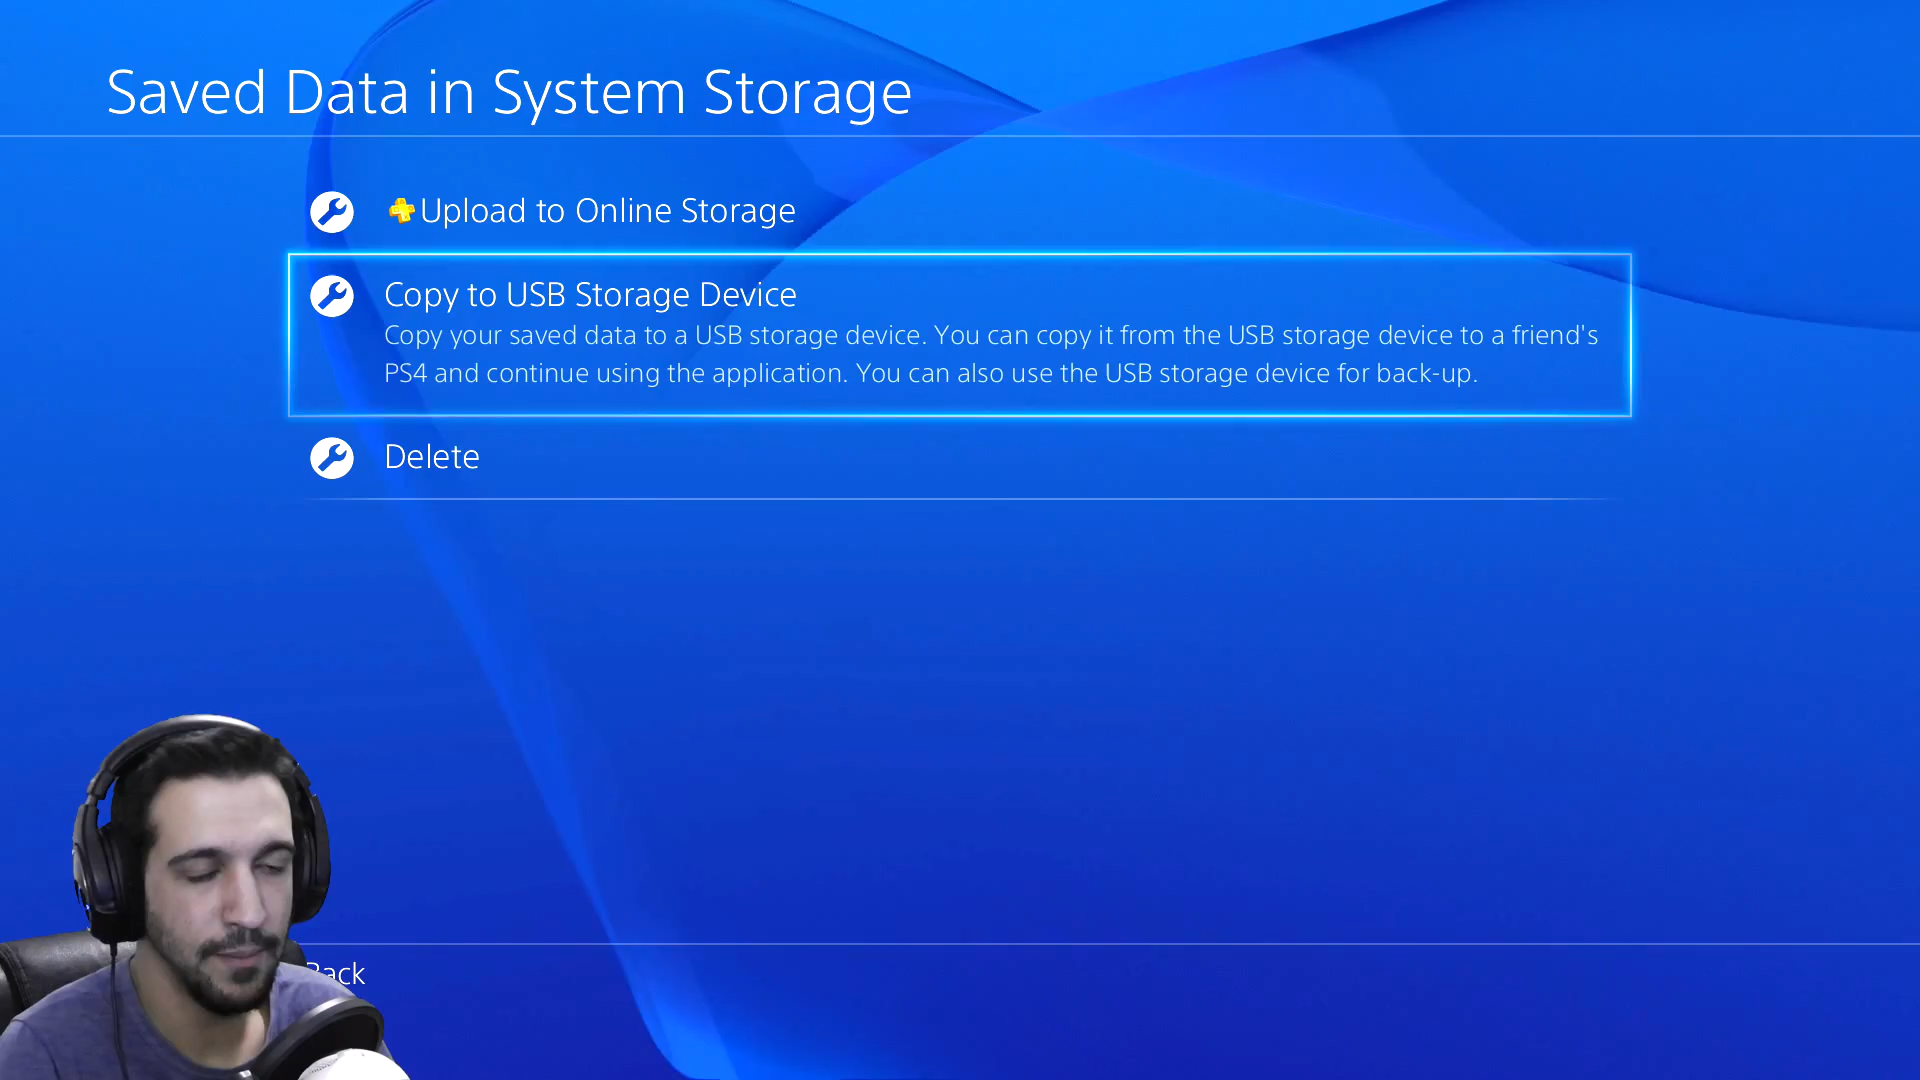 Saved Data in System Storage
Upload to Online Storage
Copy to USB Storage Device
Copy your saved data to a USB storage device. You can copy it from the USB storage device to a friend's
PS4 and continue using the application. You can also use the USB storage device for back-up.
Delete
Back